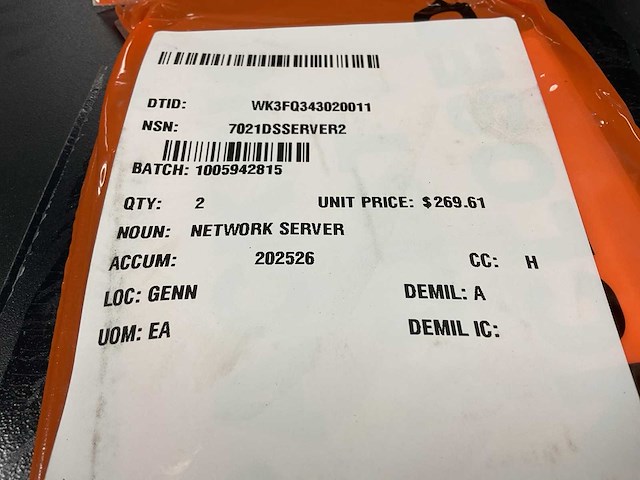 DTID: WK3FQ343020011
NSN: 7021DSSERVER2
BATCH: 1005942815
QTY: 2 UNIT PRICE: $269.61
NOUN: NETWORK SERVER
ACCUM: 202526 CC: H
LOC: GENN DEMIL: A
UOM: EA DEMIL IC: